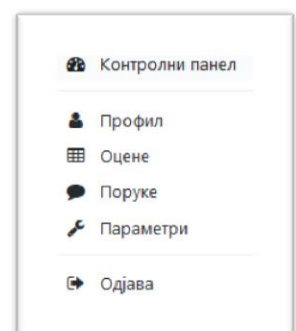 Контролни панел
Профил
Оцене
Поруке
Параметри
Одјава